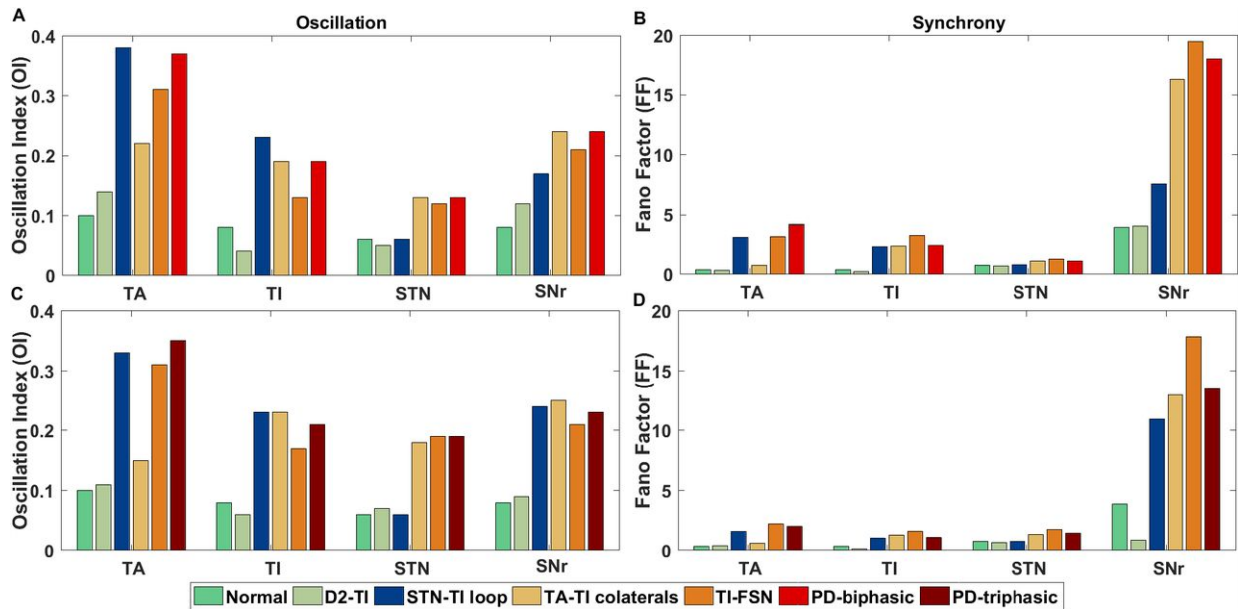 A
Oscillation
Oscillation Index (OI)
0.4
0.3
0.2
0.1
0
TA TI STN SNr
B
Synchrony
Fano Factor (FF)
20
15
10
5
0
TA TI STN SNr
C
Oscillation Index (OI)
0.4
0.3
0.2
0.1
0
TA TI STN SNr
D
Fano Factor (FF)
20
15
10
5
0
TA TI STN SNr
Normal D2-TI STN-TI loop TA-TI colaterals TI-FSN PD-biphasic PD-triphasic